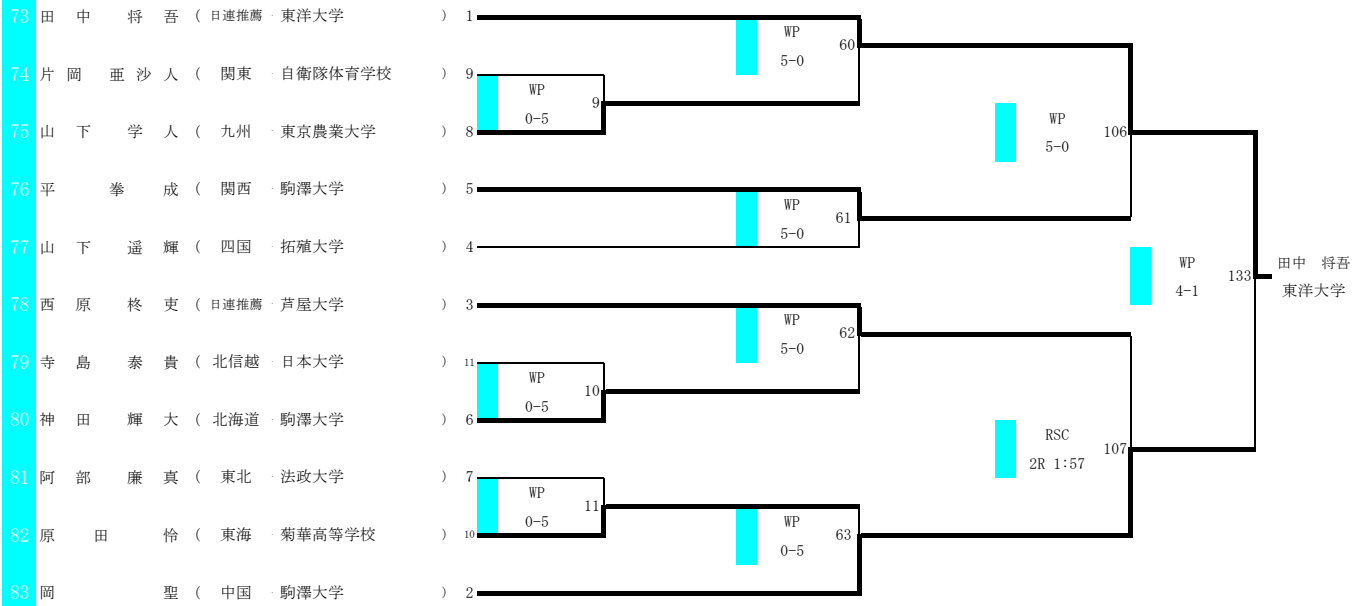 73 田中 将吾 ( 日連推薦 · 東洋大学 ) 1
WP
60
5-0
74 片岡 亜沙人 ( 関東 · 自衛隊体育学校 ) 9
WP
9
0-5
WP
106
5-0
75 山下 学人 ( 九州 · 東京農業大学 ) 8
76 平 拳成 ( 関西 · 駒澤大学 ) 5
WP
61
5-0
77 山下 遥輝 ( 四国 · 拓殖大学 ) 4
WP
133
4-1
田中 将吾
東洋大学
78 西原 柊吏 ( 日連推薦 · 芦屋大学 ) 3
WP
62
5-0
79 寺島 泰貴 ( 北信越 · 日本大学 ) 11
WP
10
0-5
80 神田 輝大 ( 北海道 · 駒澤大学 ) 6
RSC
107
2R 1:57
81 阿部 廉真 ( 東北 · 法政大学 ) 7
WP
11
0-5
82 原田 怜 ( 東海 · 菊華高等学校 ) 10
WP
63
0-5
83 岡 聖 ( 中国 · 駒澤大学 ) 2